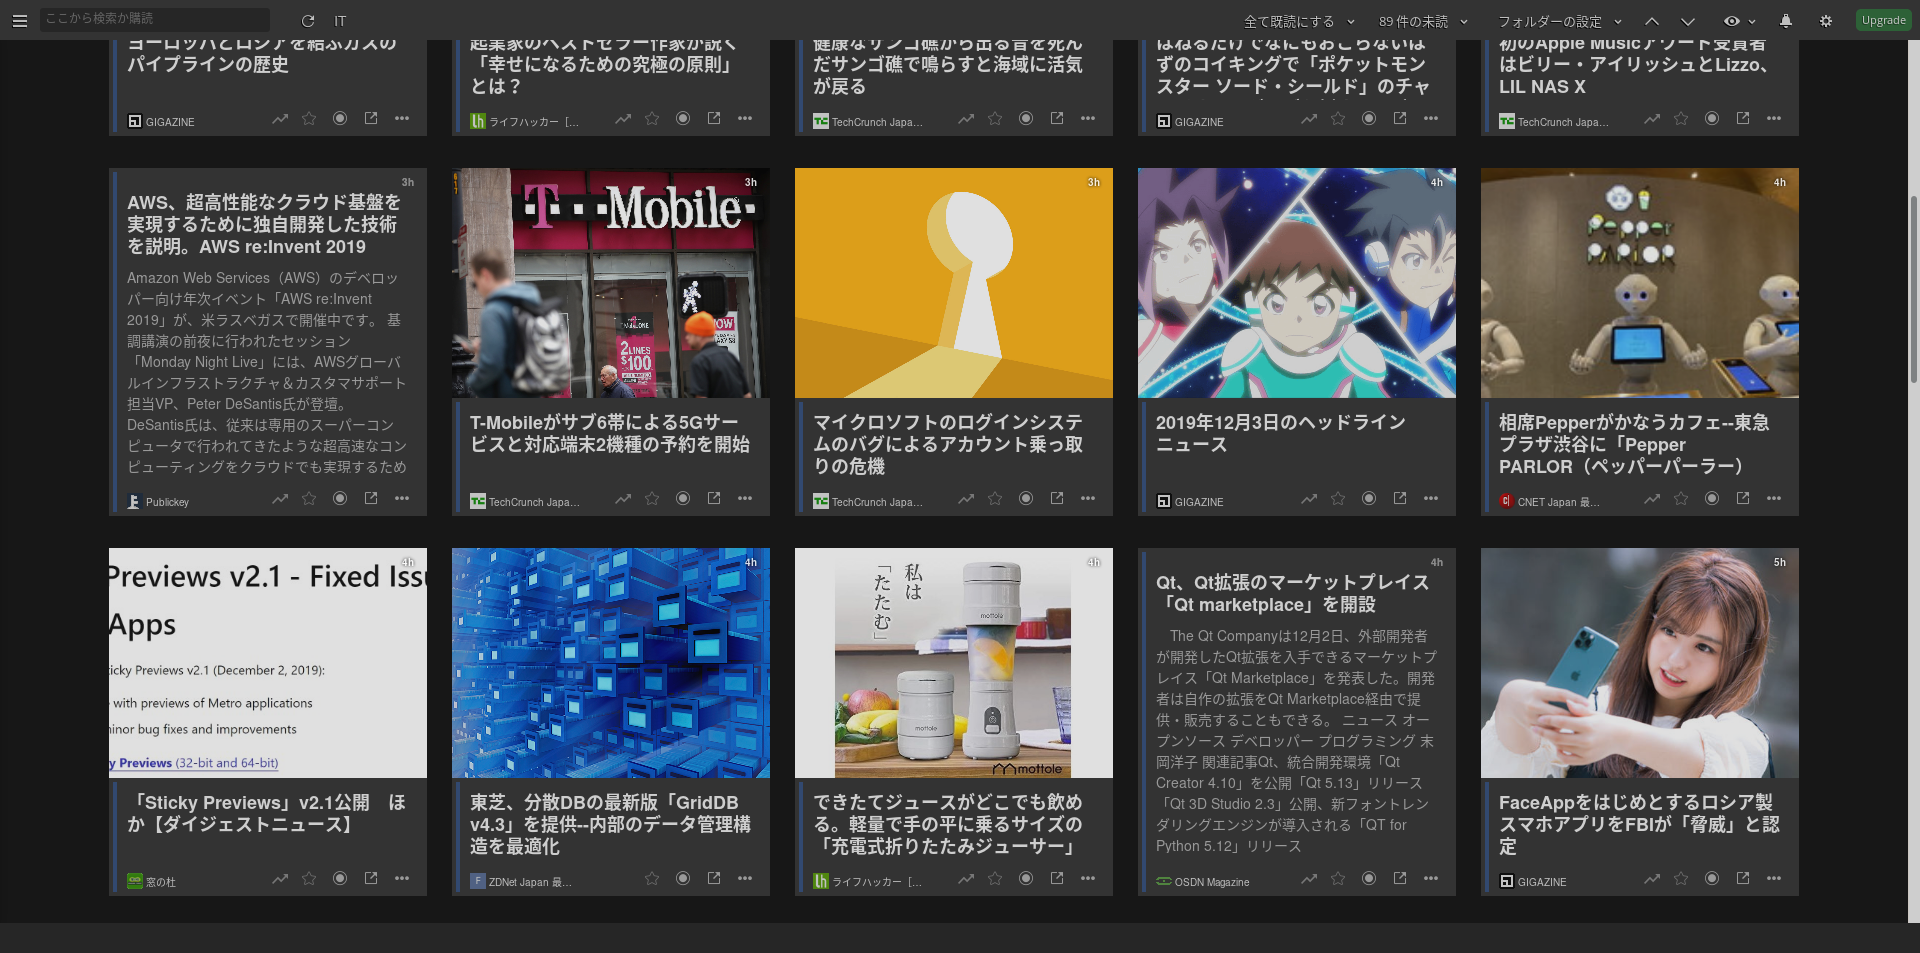 ここから検索か購読
IT
全て既読にする
89 件の未読
フォルダーの設定
Upgrade
ヨーロッパとロシアを結ぶガスの
パイプラインの歴史
GIGAZINE
起業家のベストセラー作家が説く
「幸せになるための究極の原則」
とは？
ライフハッカー［…
健康なサンゴ礁から出る音を死ん
だサンゴ礁で鳴らすと海域に活気
が戻る
TechCrunch Japa…
はねるだけでなにもおこらないは
ずのコイキングで「ポケットモン
スター ソード・シールド」のチャ
GIGAZINE
初のApple Musicアワード受賞者
はビリー・アイリッシュとLizzo、
LIL NAS X
TechCrunch Japa…
3h
AWS、超高性能なクラウド基盤を
実現するために独自開発した技術
を説明。AWS re:Invent 2019
Amazon Web Services（AWS）のデベロッ
パー向け年次イベント「AWS re:Invent
2019」が、米ラスベガスで開催中です。 基
調講演の前夜に行われたセッション
「Monday Night Live」には、AWSグローバ
ルインフラストラクチャ＆カスタマサポート
担当VP、Peter DeSantis氏が登壇。
DeSantis氏は、従来は専用のスーパーコン
ピュータで行われてきたような超高速なコン
ピューティングをクラウドでも実現するため
Publickey
3h
T··Mobile·
2LINES
$100
T-Mobileがサブ6帯による5Gサー
ビスと対応端末2機種の予約を開始
TechCrunch Japa…
3h
マイクロソフトのログインシステ
ムのバグによるアカウント乗っ取
りの危機
TechCrunch Japa…
4h
2019年12月3日のヘッドライン
ニュース
GIGAZINE
4h
Pepper
PARLOR
相席Pepperがかなうカフェ--東急
プラザ渋谷に「Pepper
PARLOR（ペッパーパーラー）
CNET Japan 最…
4h
Previews v2.1 - Fixed Issu
Apps
icky Previews v2.1 (December 2, 2019):
with previews of Metro applications
minor bug fixes and improvements
y Previews (32-bit and 64-bit)
「Sticky Previews」v2.1公開　ほ
か【ダイジェストニュース】
窓の杜
4h
東芝、分散DBの最新版「GridDB
v4.3」を提供--内部のデータ管理構
造を最適化
ZDNet Japan 最…
4h
私は
「たたむ」
mottole
mottole
mottole
できたてジュースがどこでも飲め
る。軽量で手の平に乗るサイズの
「充電式折りたたみジューサー」
ライフハッカー［…
4h
Qt、Qt拡張のマーケットプレイス
「Qt marketplace」を開設
The Qt Companyは12月2日、外部開発者
が開発したQt拡張を入手できるマーケットプ
レイス「Qt Marketplace」を発表した。開発
者は自作の拡張をQt Marketplace経由で提
供・販売することもできる。 ニュース オー
プンソース デベロッパー プログラミング 末
岡洋子 関連記事Qt、統合開発環境「Qt
Creator 4.10」を公開「Qt 5.13」リリース
「Qt 3D Studio 2.3」公開、新フォントレン
ダリングエンジンが導入される「QT for
Python 5.12」リリース
OSDN Magazine
5h
FaceAppをはじめとするロシア製
スマホアプリをFBIが「脅威」と認
定
GIGAZINE